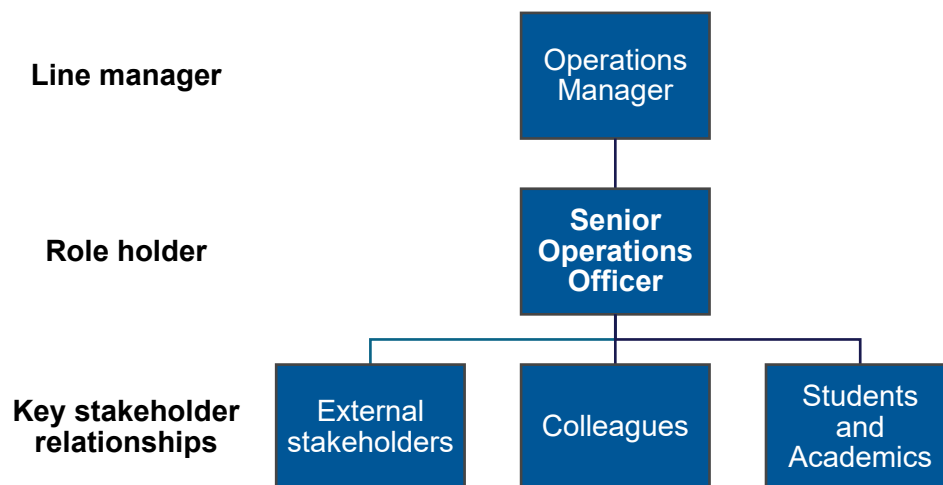 Line manager
Operations
Manager
Role holder
Senior
Operations
Officer
Key stakeholder
relationships
External
stakeholders
Colleagues
Students
and
Academics